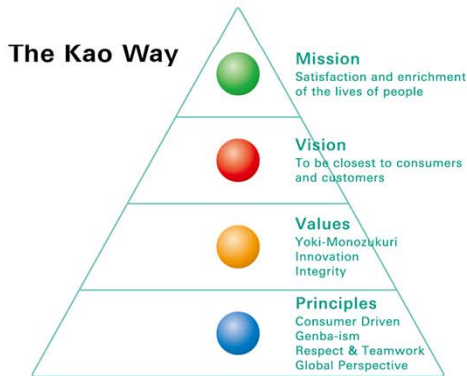 The Kao Way
Mission
Satisfaction and enrichment
of the lives of people
Vision
To be closest to consumers
and customers
Values
Yoki-Monozukuri
Innovation
Integrity
Principles
Consumer Driven
Genba-ism
Respect & Teamwork
Global Perspective